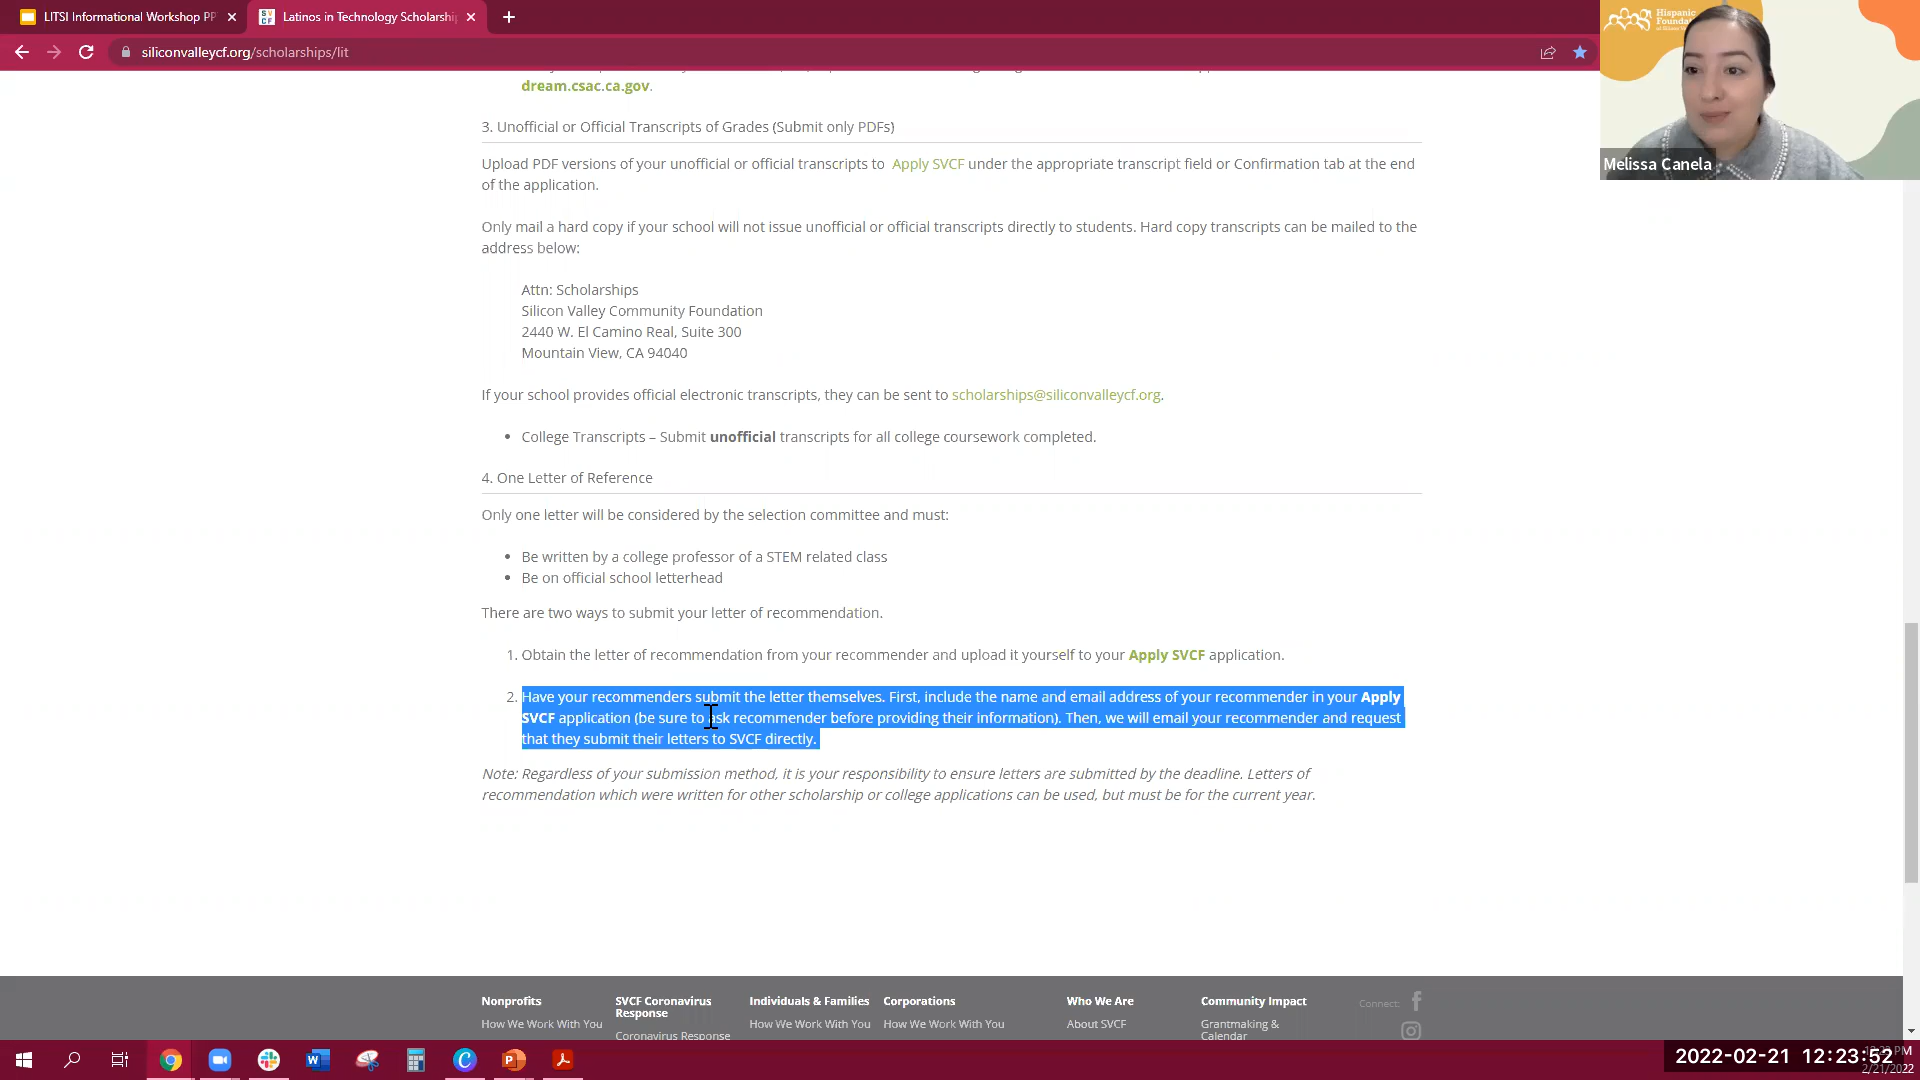 LITSI Informational Workshop PP
Latinos in Technology Scholarship
siliconvalleycf.org/scholarships/lit
Hispanic
Melissa Canela
dream.csac.ca.gov.
3. Unofficial or Official Transcripts of Grades (Submit only PDFs)
Upload PDF versions of your unofficial or official transcripts to Apply SVCF under the appropriate transcript field or Confirmation tab at the end
of the application.
Only mail a hard copy if your school will not issue unofficial or official transcripts directly to students. Hard copy transcripts can be mailed to the
address below:
Attn: Scholarships
Silicon Valley Community Foundation
2440 W. El Camino Real, Suite 300
Mountain View, CA 94040
If your school provides official electronic transcripts, they can be sent to scholarships@siliconvalleycf.org.
• College Transcripts – Submit unofficial transcripts for all college coursework completed.
4. One Letter of Reference
Only one letter will be considered by the selection committee and must:
• Be written by a college professor of a STEM related class
• Be on official school letterhead
There are two ways to submit your letter of recommendation.
1. Obtain the letter of recommendation from your recommender and upload it yourself to your Apply SVCF application.
2. Have your recommenders submit the letter themselves. First, include the name and email address of your recommender in your Apply
SVCF application (be sure to ask recommender before providing their information). Then, we will email your recommender and request
that they submit their letters to SVCF directly.
Note: Regardless of your submission method, it is your responsibility to ensure letters are submitted by the deadline. Letters of
recommendation which were written for other scholarship or college applications can be used, but must be for the current year.
Nonprofits
How We Work With You
SVCF Coronavirus
Response
Coronavirus Response
Individuals & Families
How We Work With You
Corporations
How We Work With You
Who We Are
About SVCF
Community Impact
Grantmaking &
Calendar
Connect:
2022-02-21 12:23:52
2/21/2022